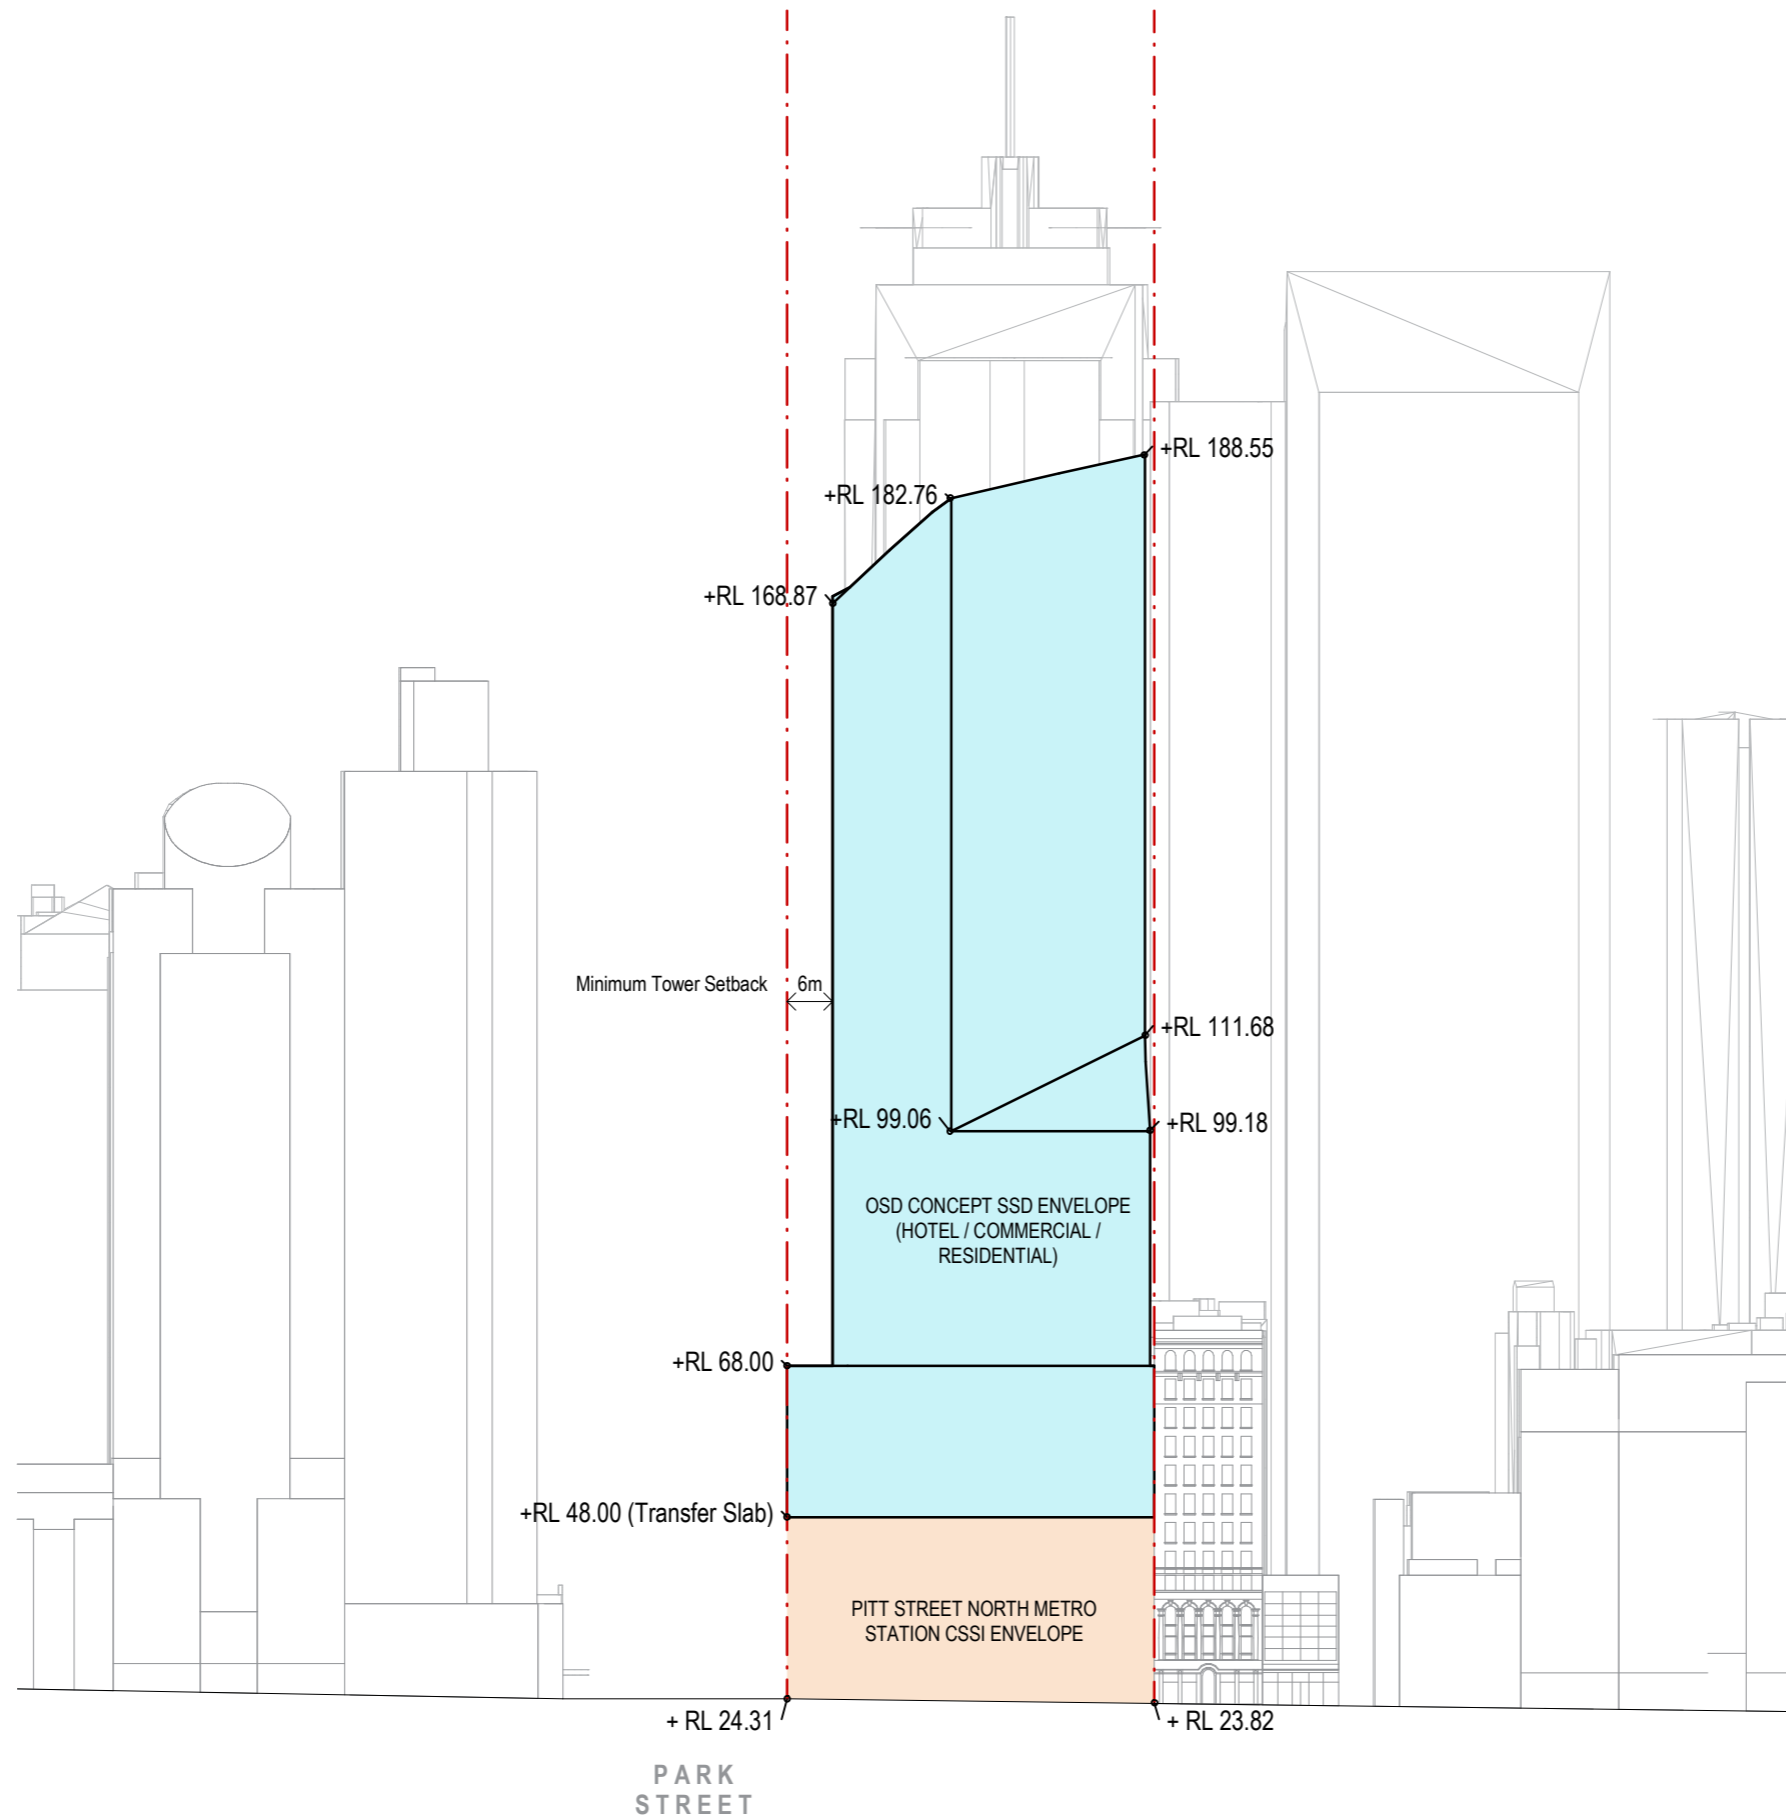 +RL 188.55
+RL 182.76
+RL 168.87
Minimum Tower Setback 6m
+RL 111.68
+RL 99.06
+RL 99.18
OSD CONCEPT SSD ENVELOPE
(HOTEL / COMMERCIAL /
RESIDENTIAL)
+RL 68.00
+RL 48.00 (Transfer Slab)
PITT STREET NORTH METRO
STATION CSSI ENVELOPE
+ RL 24.31
+ RL 23.82
PARK
STREET